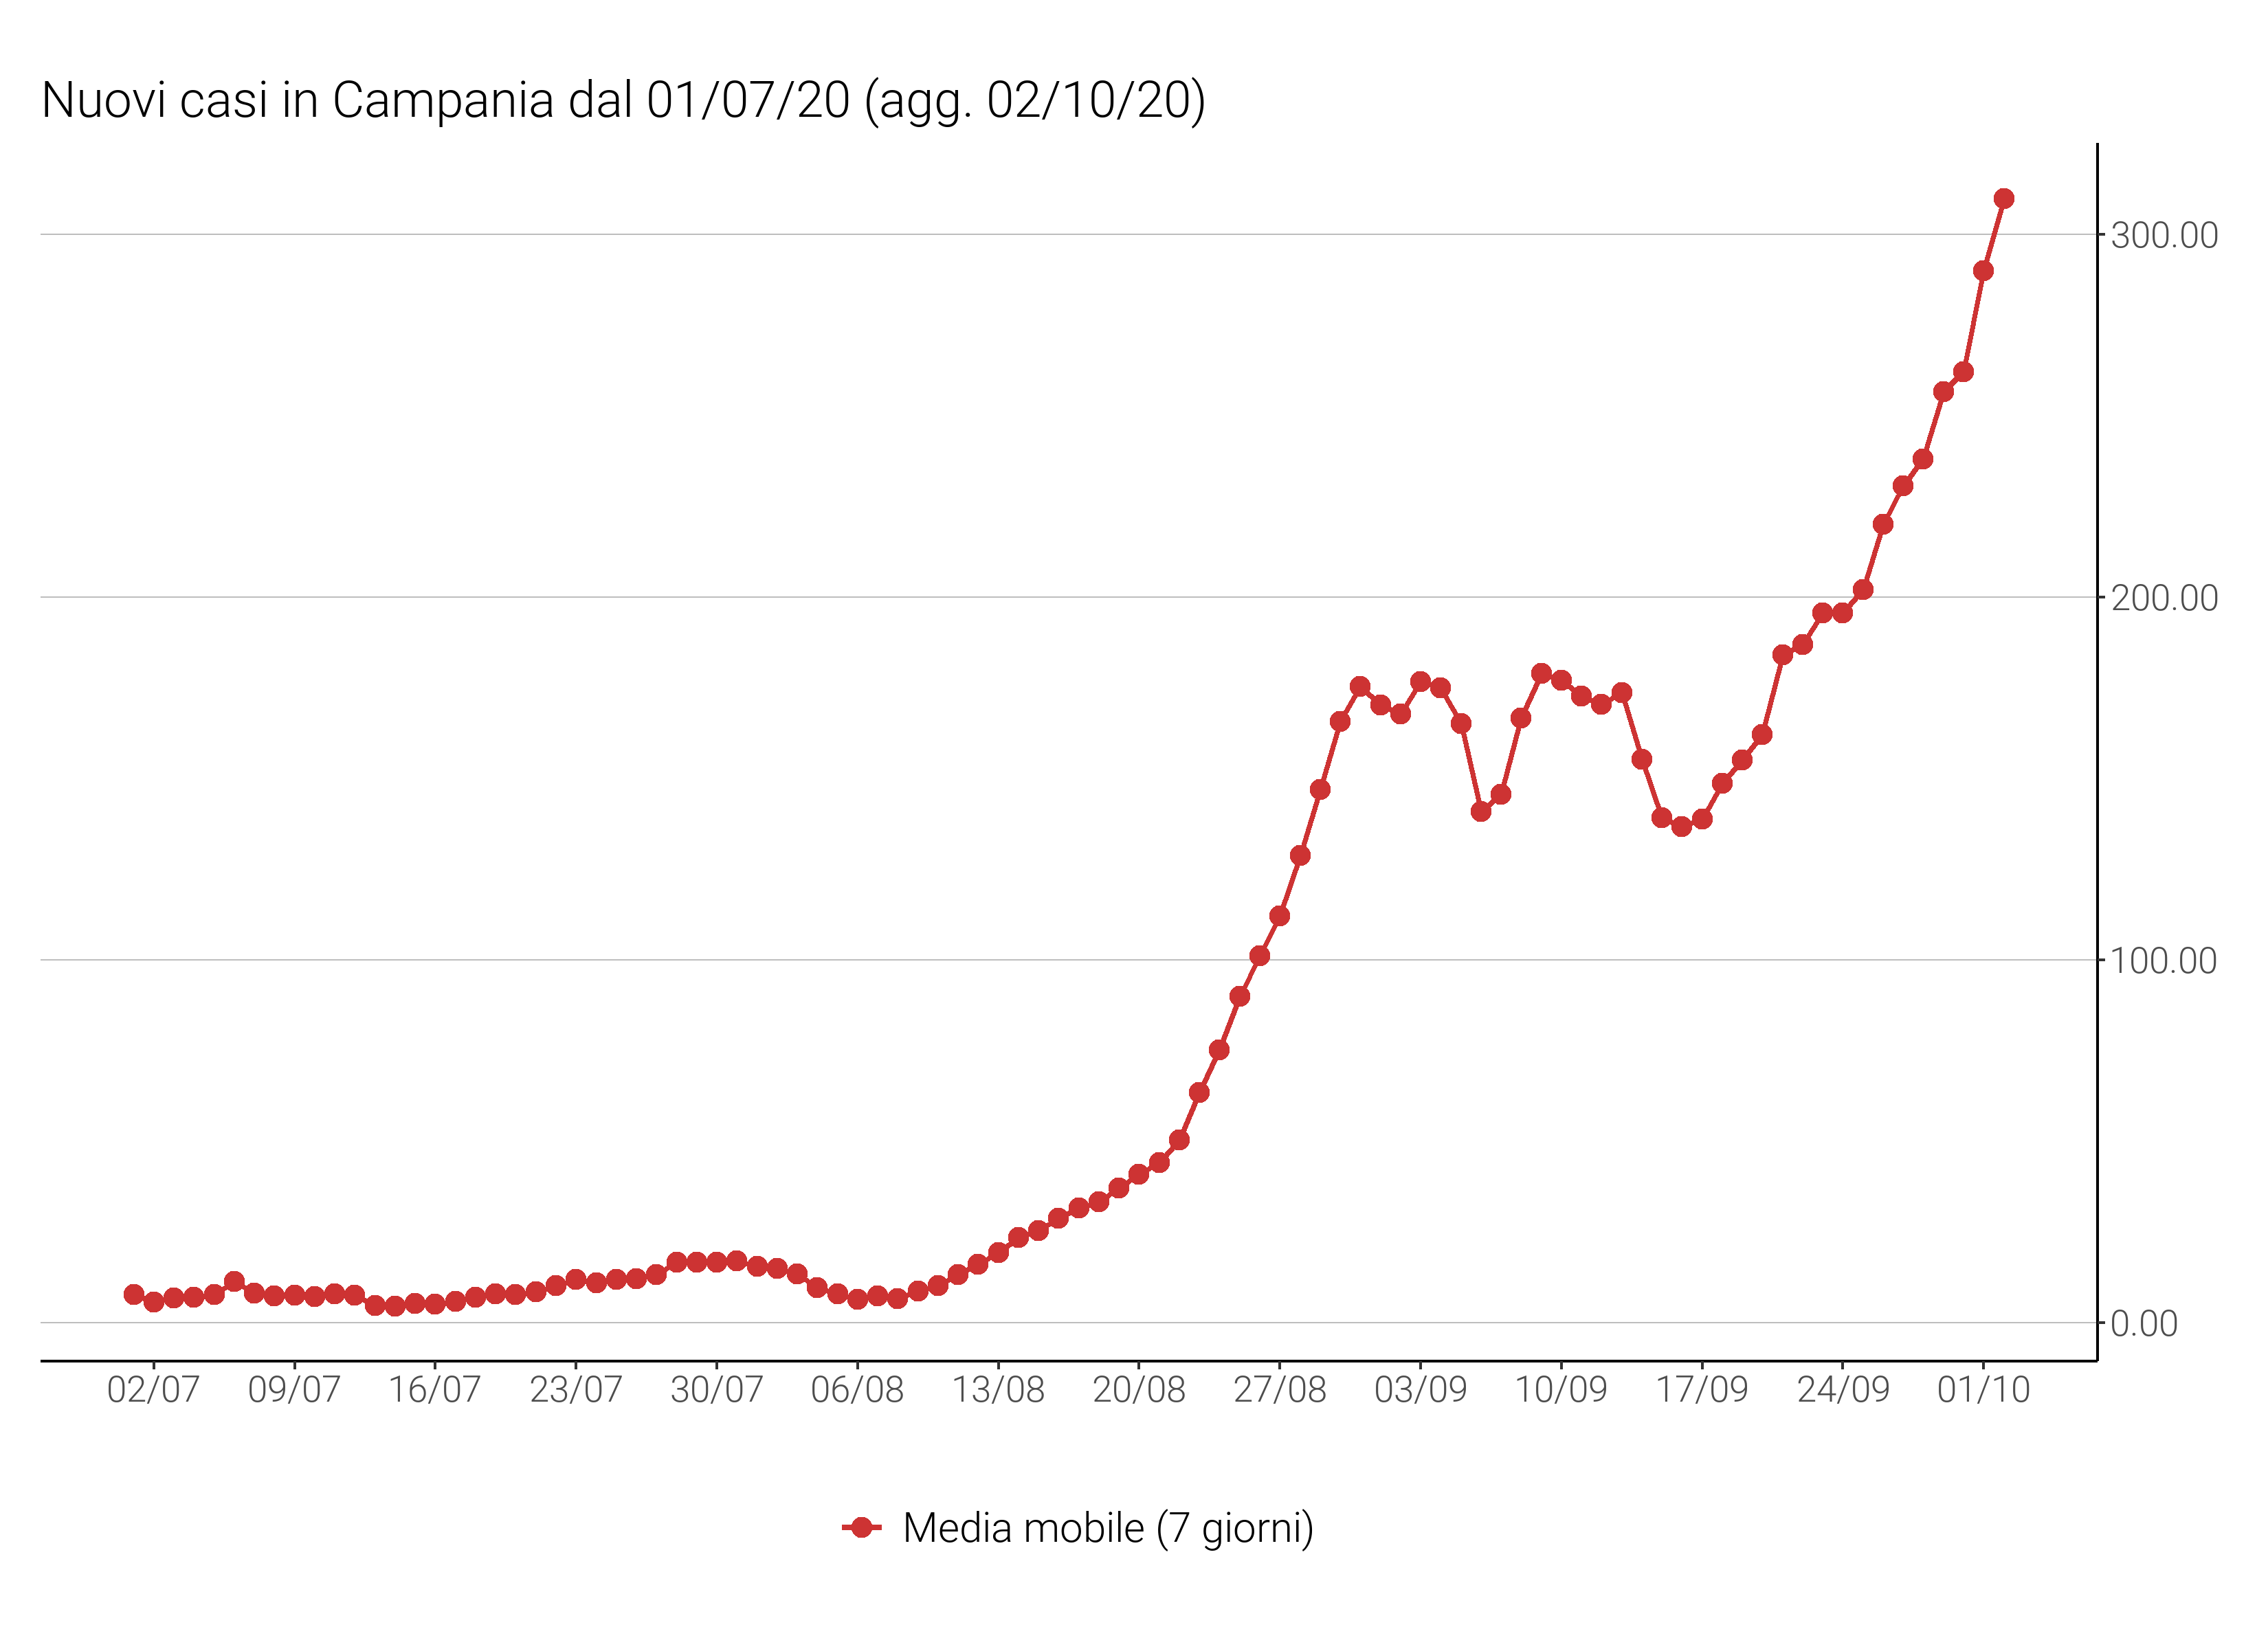 Nuovi casi in Campania dal 01/07/20 (agg. 02/10/20)
300.00
200.00
100.00
0.00
02/07 09/07 16/07 23/07 30/07 06/08 13/08 20/08 27/08 03/09 10/09 17/09 24/09 01/10
Media mobile (7 giorni)